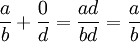 a/b + 0/d = ad/bd = a/b